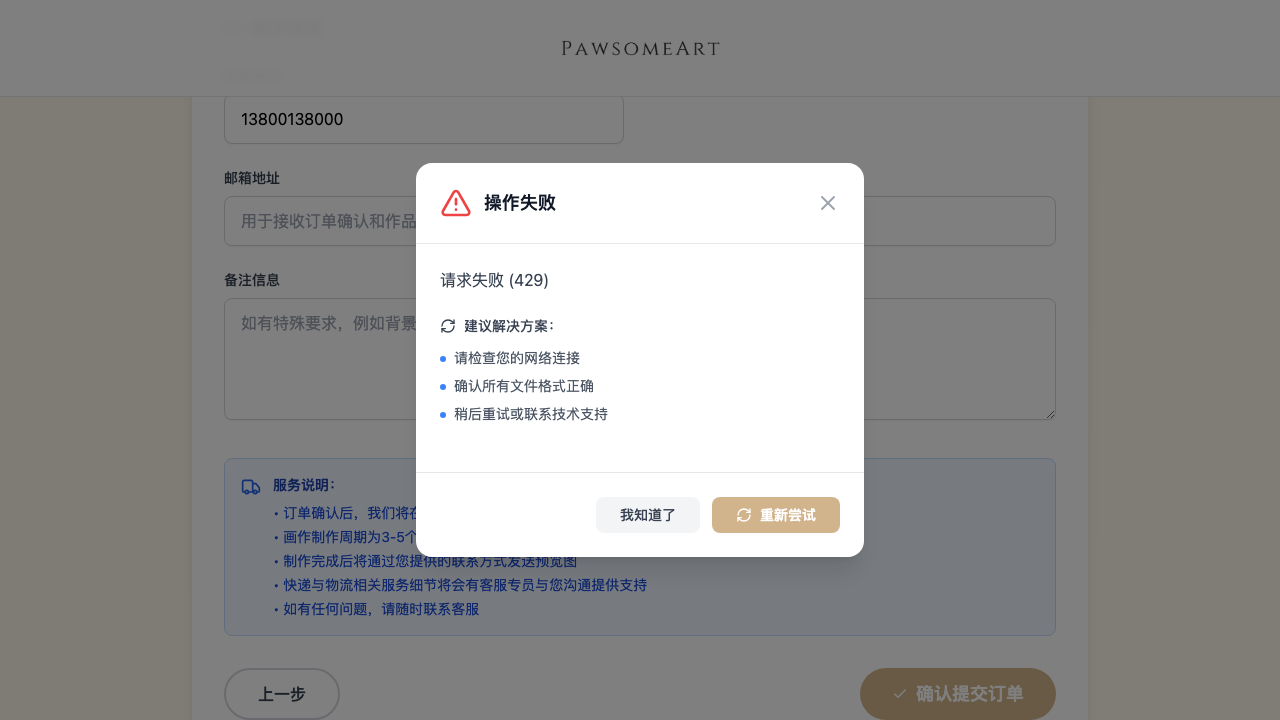 PawsomeArt
13800138000
邮箱地址
用于接收订单确认和作品
备注信息
如有特殊要求，例如背景
操作失败
请求失败 (429)
建议解决方案：
请检查您的网络连接
确认所有文件格式正确
稍后重试或联系技术支持
我知道了
重新尝试
服务说明：
• 订单确认后，我们将在
• 画作制作周期为3-5个
• 制作完成后将通过您提供的联系方式发送预览图
• 快递与物流相关服务细节将会有客服专员与您沟通提供支持
• 如有任何问题，请随时联系客服
上一步
确认提交订单